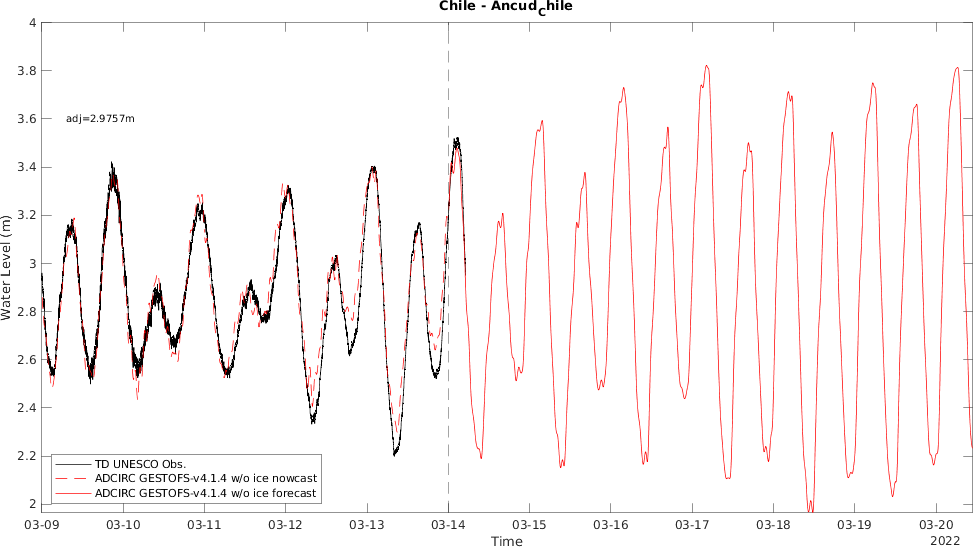 Chile - Ancud_Chile
4
3.8
3.6
3.4
3.2
3
2.8
2.6
2.4
2.2
2
Water Level (m)
adj=2.9757m
TD UNESCO Obs.
ADCIRC GESTOFS-v4.1.4 w/o ice nowcast
ADCIRC GESTOFS-v4.1.4 w/o ice forecast
03-09 03-10 03-11 03-12 03-13 03-14 03-15 03-16 03-17 03-18 03-19 03-20
Time
2022